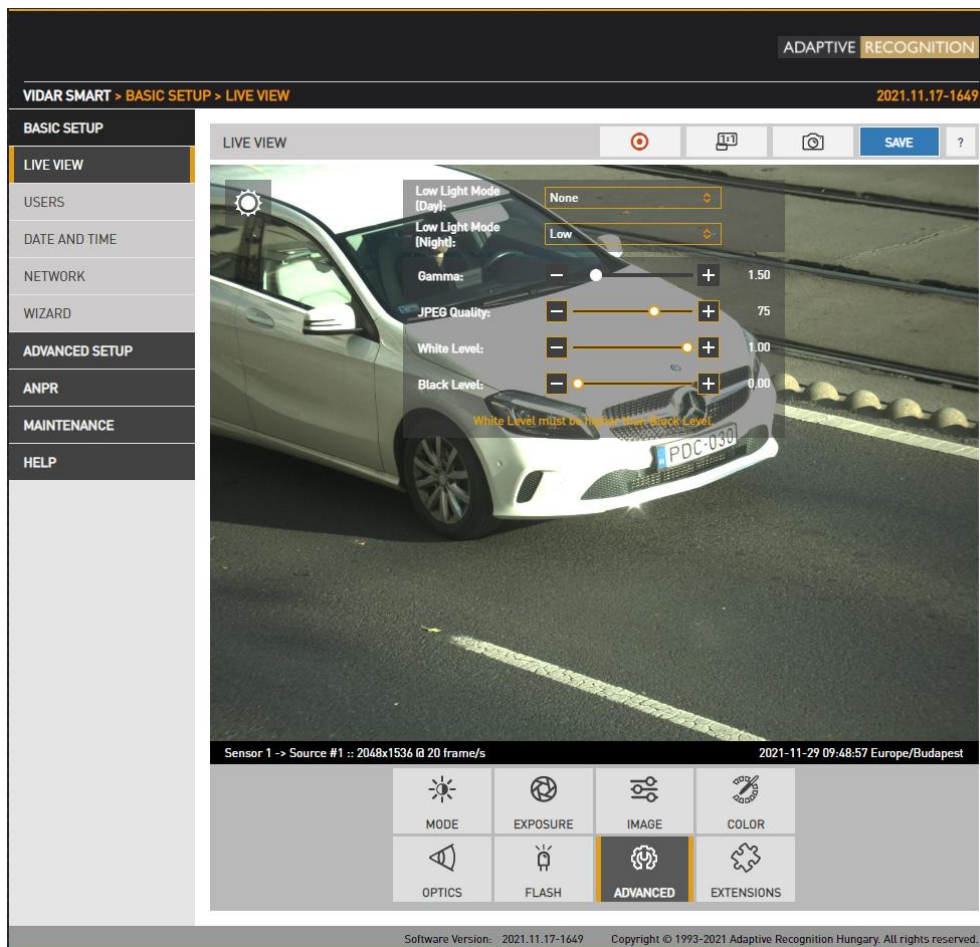 ADAPTIVE RECOGNITION
VIDAR SMART > BASIC SETUP > LIVE VIEW
2021.11.17-1649
BASIC SETUP
LIVE VIEW
USERS
DATE AND TIME
NETWORK
WIZARD
ADVANCED SETUP
ANPR
MAINTENANCE
HELP
LIVE VIEW
1x1
SAVE
?
Low Light Mode
(Day):
None
Low Light Mode
(Night):
Low
Gamma:
1.50
JPEG Quality:
75
White Level:
1.00
Black Level:
0.00
White Level must be higher than Black Level.
PDC-030
Sensor 1 -> Source #1 :: 2048x1536 @ 20 frame/s
2021-11-29 09:48:57 Europe/Budapest
MODE
EXPOSURE
IMAGE
COLOR
OPTICS
FLASH
ADVANCED
EXTENSIONS
Software Version: 2021.11.17-1649
Copyright © 1993-2021 Adaptive Recognition Hungary. All rights reserved.